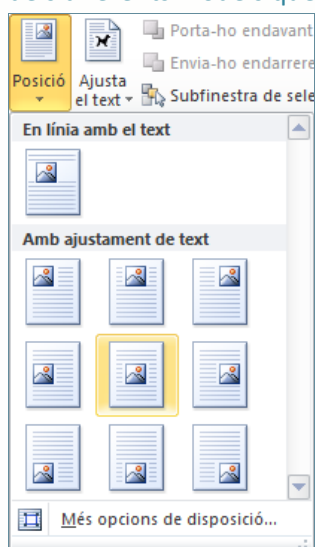 Porta-ho endavant
Envia-ho endarrere
Posició
Ajusta
el text
Subfinestra de sele
En línia amb el text
Amb ajustament de text
Més opcions de disposició...